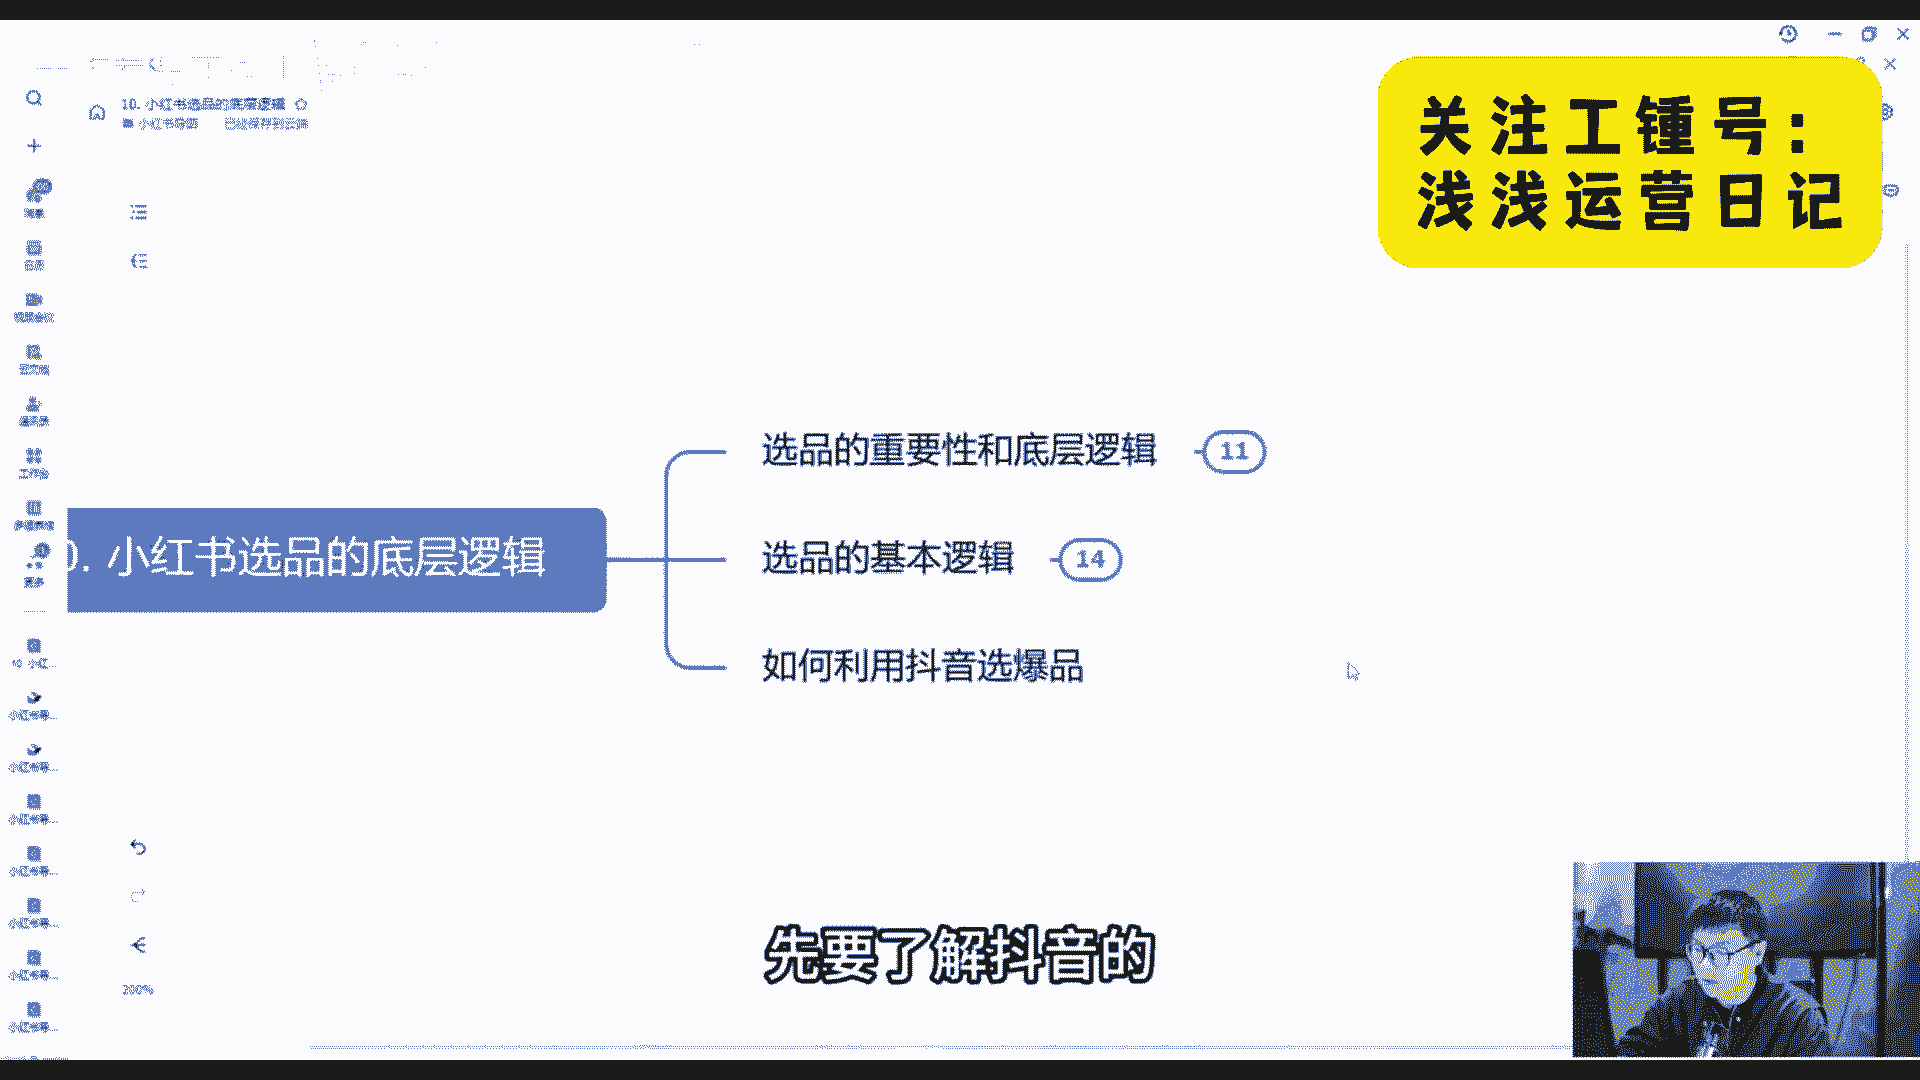 10. 小红书选品的底层逻辑
小红书导图 已经保存到云端
关注工锺号：
浅浅运营日记
选品的重要性和底层逻辑 11
0. 小红书选品的底层逻辑
选品的基本逻辑 14
如何利用抖音选爆品
先要了解抖音的
200%